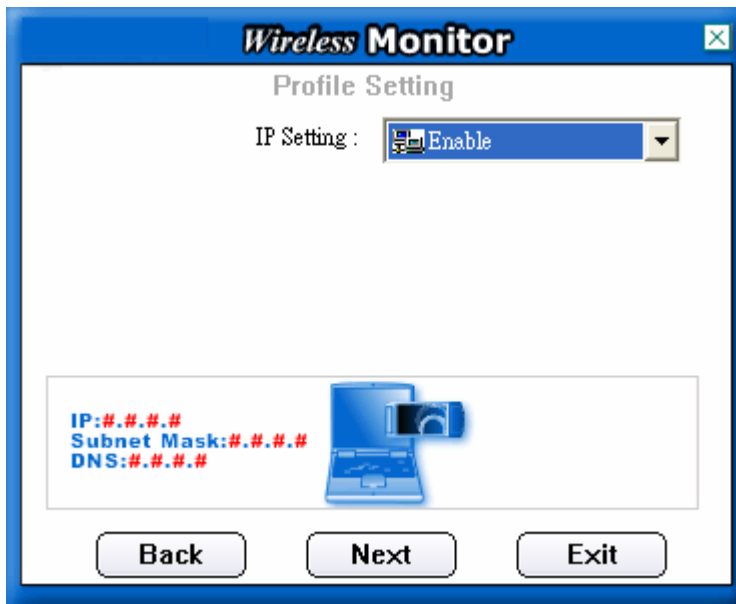 Wireless Monitor
Profile Setting
IP Setting : Enable
IP:#.#.#.#
Subnet Mask:#.#.#.#
DNS:#.#.#.#
Back Next Exit